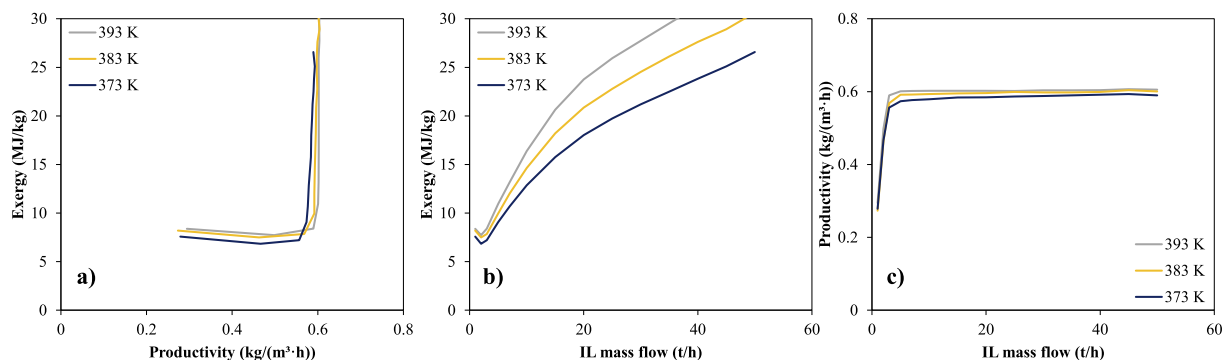 30
25
20
15
10
5
0
Exergy (MJ/kg)
393 K
383 K
373 K
a)
0
0.2
0.4
0.6
0.8
Productivity (kg/(m³·h))
30
25
20
15
10
5
0
Exergy (MJ/kg)
393 K
383 K
373 K
b)
0
20
40
60
IL mass flow (t/h)
0.8
0.6
0.4
0.2
0
Productivity (kg/(m³·h))
393 K
383 K
373 K
c)
0
20
40
60
IL mass flow (t/h)